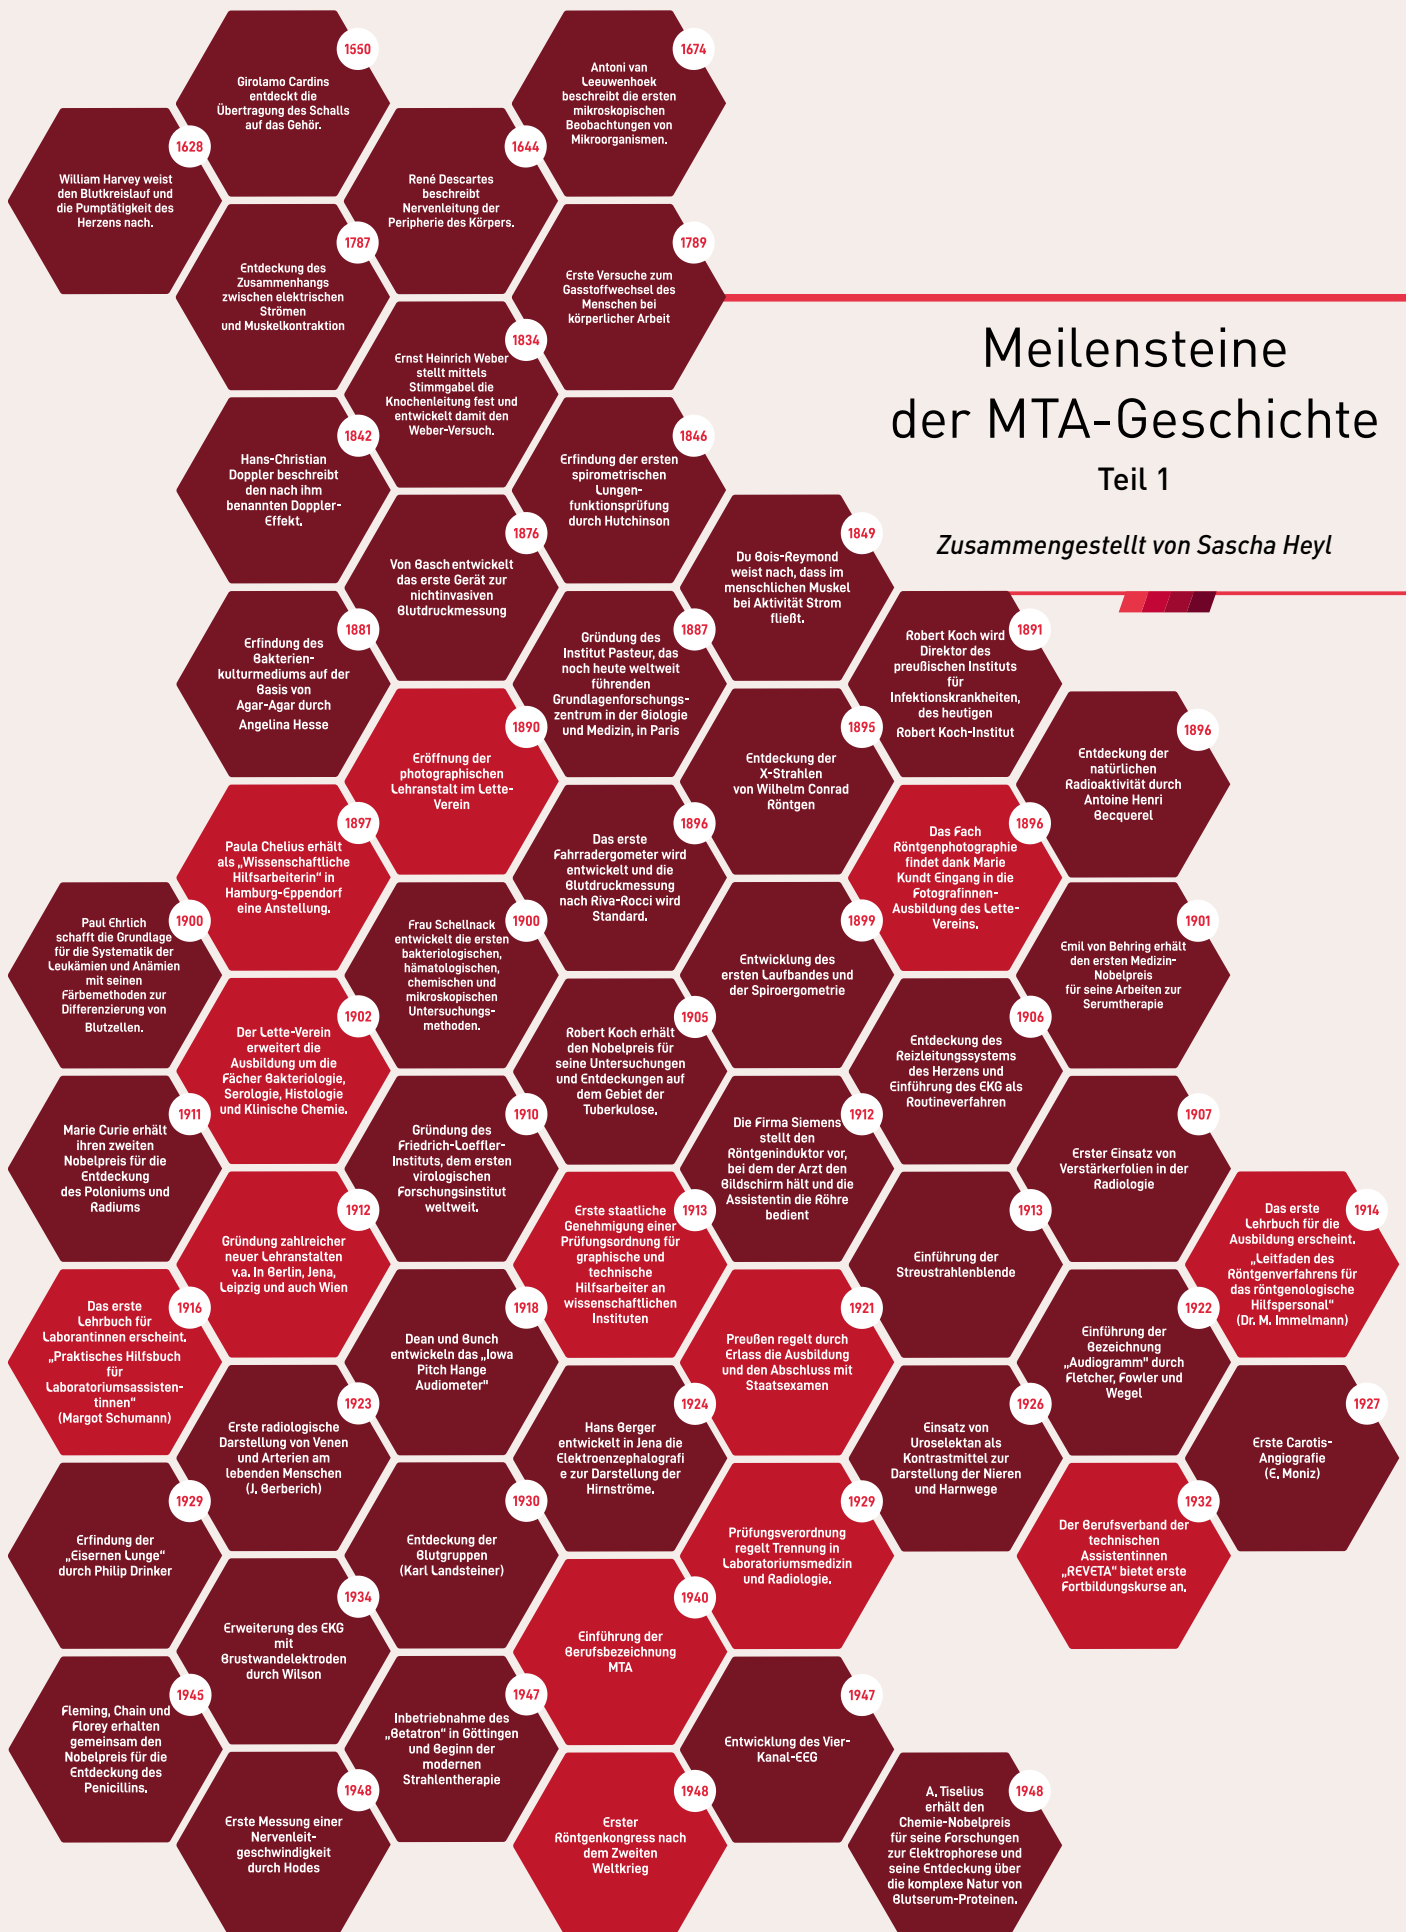 1550
Girolamo Cardins
entdeckt die
Übertragung des Schalls
auf das Gehör.
1674
Antoni van
Leeuwenhoek
beschreibt die ersten
mikroskopischen
Beobachtungen von
Mikroorganismen.
1628
William Harvey weist
den Blutkreislauf und
die Pumptätigkeit des
Herzens nach.
1644
René Descartes
beschreibt
Nervenleitung der
Peripherie des Körpers.
1787
Entdeckung des
Zusammenhangs
zwischen elektrischen
Strömen
und Muskelkontraktion
1789
Erste Versuche zum
Gasstoffwechsel des
Menschen bei
körperlicher Arbeit
Meilensteine
der MTA-Geschichte
Teil 1
Zusammengestellt von Sascha Heyl
1834
Ernst Heinrich Weber
stellt mittels
Stimmgabel die
Knochenleitung fest und
entwickelt damit den
Weber-Versuch.
1842
Hans-Christian
Doppler beschreibt
den nach ihm
benannten Doppler-
Effekt.
1846
Erfindung der ersten
spirometrischen
Lungen-
funktionsprüfung
durch Hutchinson
1876
Von Basch entwickelt
das erste Gerät zur
nichtinvasiven
Blutdruckmessung
1849
Du Bois-Reymond
weist nach, dass im
menschlichen Muskel
bei Aktivität Strom
fließt.
1881
Erfindung des
Bakterien-
kulturmediums auf der
Basis von
Agar-Agar durch
Angelina Hesse
1887
Gründung des
Institut Pasteur, das
noch heute weltweit
führenden
Grundlagenforschungs-
zentrum in der Biologie
und Medizin, in Paris
1891
Robert Koch wird
Direktor des
preußischen Instituts
für
Infektionskrankheiten,
des heutigen
Robert Koch-Institut
1890
Eröffnung der
photographischen
Lehranstalt im Lette-
Verein
1895
Entdeckung der
X-Strahlen
von Wilhelm Conrad
Röntgen
1896
Entdeckung der
natürlichen
Radioaktivität durch
Antoine Henri
Becquerel
1897
Paula Chelius erhält
als „Wissenschaftliche
Hilfsarbeiterin“ in
Hamburg-Eppendorf
eine Anstellung.
1896
Das erste
Fahrradergometer wird
entwickelt und die
Blutdruckmessung
nach Riva-Rocci wird
Standard.
1896
Das Fach
Röntgenphotographie
findet dank Marie
Kundt Eingang in die
Fotografinnen-
Ausbildung des Lette-
Vereins.
1900
Paul Ehrlich
schafft die Grundlage
für die Systematik der
Leukämien und Anämien
mit seinen
Färbemethoden zur
Differenzierung von
Blutzellen.
1900
Frau Schellnack
entwickelt die ersten
bakteriologischen,
hämatologischen,
chemischen und
mikroskopischen
Untersuchungs-
methoden.
1899
Entwicklung des
ersten Laufbandes und
der Spiroergometrie
1901
Emil von Behring erhält
den ersten Medizin-
Nobelpreis
für seine Arbeiten zur
Serumtherapie
1902
Der Lette-Verein
erweitert die
Ausbildung um die
Fächer Bakteriologie,
Serologie, Histologie
und Klinische Chemie.
1905
Robert Koch erhält
den Nobelpreis für
seine Untersuchungen
und Entdeckungen auf
dem Gebiet der
Tuberkulose.
1906
Entdeckung des
Reizleitungssystems
des Herzens und
Einführung des EKG als
Routineverfahren
1911
Marie Curie erhält
ihren zweiten
Nobelpreis für die
Entdeckung
des Poloniums und
Radiums
1910
Gründung des
Friedrich-Loeffler-
Instituts, dem ersten
virologischen
Forschungsinstitut
weltweit.
1912
Die Firma Siemens
stellt den
Röntgeninduktor vor,
bei dem der Arzt den
Bildschirm hält und die
Assistentin die Röhre
bedient
1907
Erster Einsatz von
Verstärkerfolien in der
Radiologie
1912
Gründung zahlreicher
neuer Lehranstalten
v.a. In Berlin, Jena,
Leipzig und auch Wien
1913
Erste staatliche
Genehmigung einer
Prüfungsordnung für
graphische und
technische
Hilfsarbeiter an
wissenschaftlichen
Instituten
1913
Einführung der
Streustrahlenblende
1914
Das erste
Lehrbuch für die
Ausbildung erscheint.
„Leitfaden des
Röntgenverfahrens für
das röntgenologische
Hilfspersonal“
(Dr. M. Immelmann)
1916
Das erste
Lehrbuch für
Laborantinnen erscheint.
„Praktisches Hilfsbuch
für
Laboratoriumsassisten-
tinnen“
(Margot Schumann)
1918
Dean und Bunch
entwickeln das „Iowa
Pitch Hange
Audiometer"
1921
Preußen regelt durch
Erlass die Ausbildung
und den Abschluss mit
Staatsexamen
1922
Einführung der
Bezeichnung
„Audiogramm“ durch
Fletcher, Fowler und
Wegel
1923
Erste radiologische
Darstellung von Venen
und Arterien am
lebenden Menschen
(J. Berberich)
1924
Hans Berger
entwickelt in Jena die
Elektroenzephalografi
e zur Darstellung der
Hirnströme.
1926
Einsatz von
Uroselektan als
Kontrastmittel zur
Darstellung der Nieren
und Harnwege
1927
Erste Carotis-
Angiografie
(E. Moniz)
1929
Erfindung der
„Eisernen Lunge“
durch Philip Drinker
1930
Entdeckung der
Blutgruppen
(Karl Landsteiner)
1929
Prüfungsverordnung
regelt Trennung in
Laboratoriumsmedizin
und Radiologie.
1932
Der Berufsverband der
technischen
Assistentinnen
„REVETA“ bietet erste
Fortbildungskurse an.
1934
Erweiterung des EKG
mit
Brustwandelektroden
durch Wilson
1940
Einführung der
Berufsbezeichnung
MTA
1945
Fleming, Chain und
Florey erhalten
gemeinsam den
Nobelpreis für die
Entdeckung des
Penicillins.
1947
Inbetriebnahme des
„Betatron“ in Göttingen
und Beginn der
modernen
Strahlentherapie
1947
Entwicklung des Vier-
Kanal-EEG
1948
Erste Messung einer
Nervenleit-
geschwindigkeit
durch Hodes
1948
Erster
Röntgenkongress nach
dem Zweiten
Weltkrieg
1948
A. Tiselius
erhält den
Chemie-Nobelpreis
für seine Forschungen
zur Elektrophorese und
seine Entdeckung über
die komplexe Natur von
Blutserum-Proteinen.